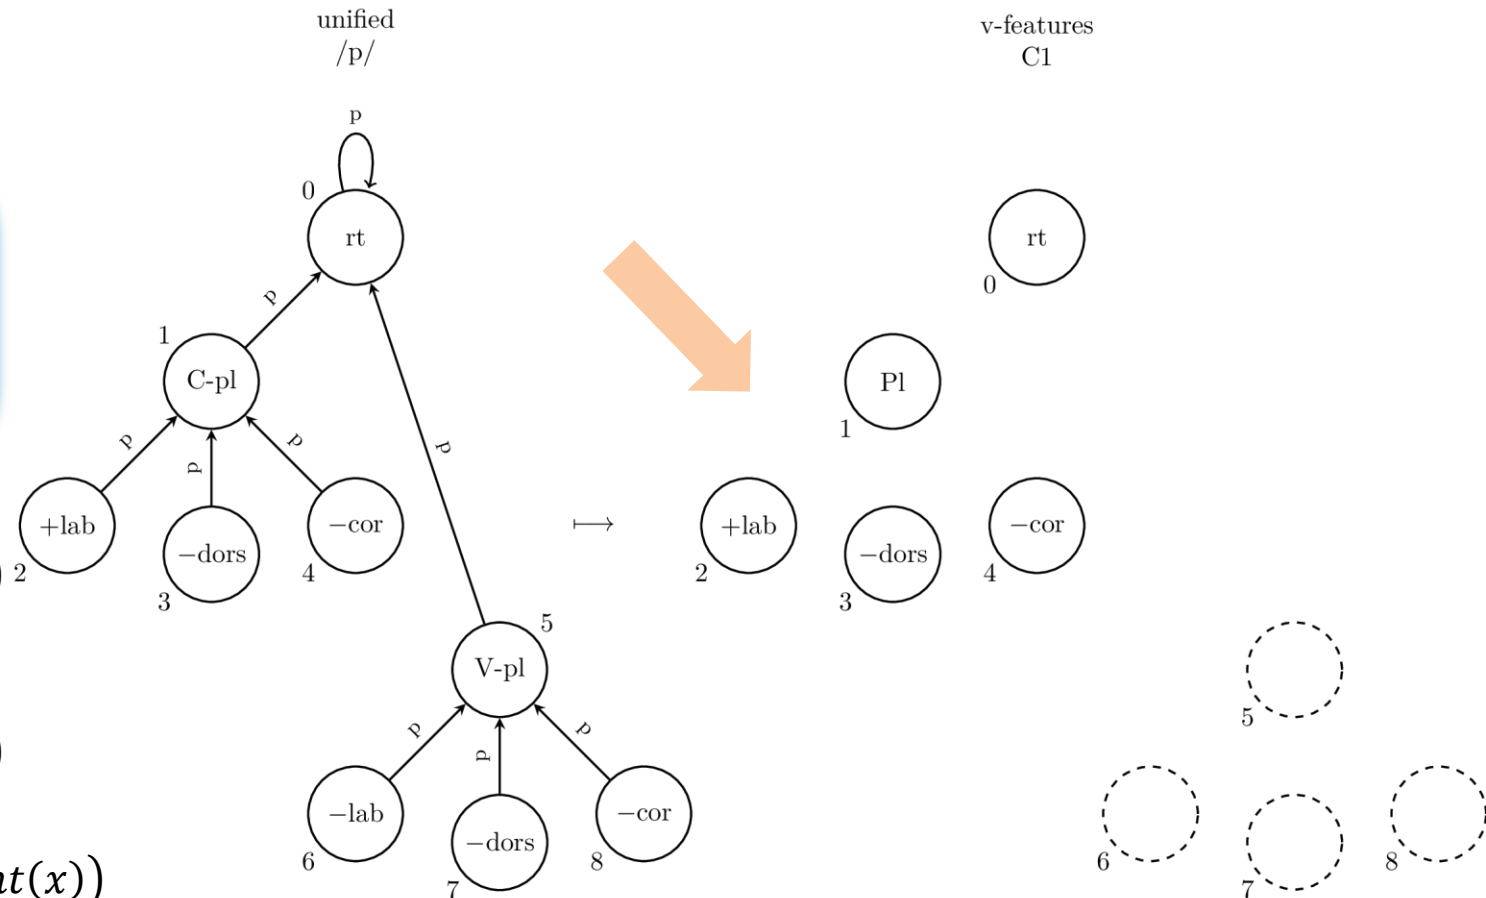 unified
/p/
v-features
C1
p
0
rt
rt
0
p
1
C-pl
Pl
1
p
p
p
p
+lab
−dors
−cor
2
3
4
⟼
+lab
−dors
−cor
2
3
4
5
V-pl
5
p
p
p
−lab
−dors
−cor
6
7
8
6
7
8
)
)
t(x))